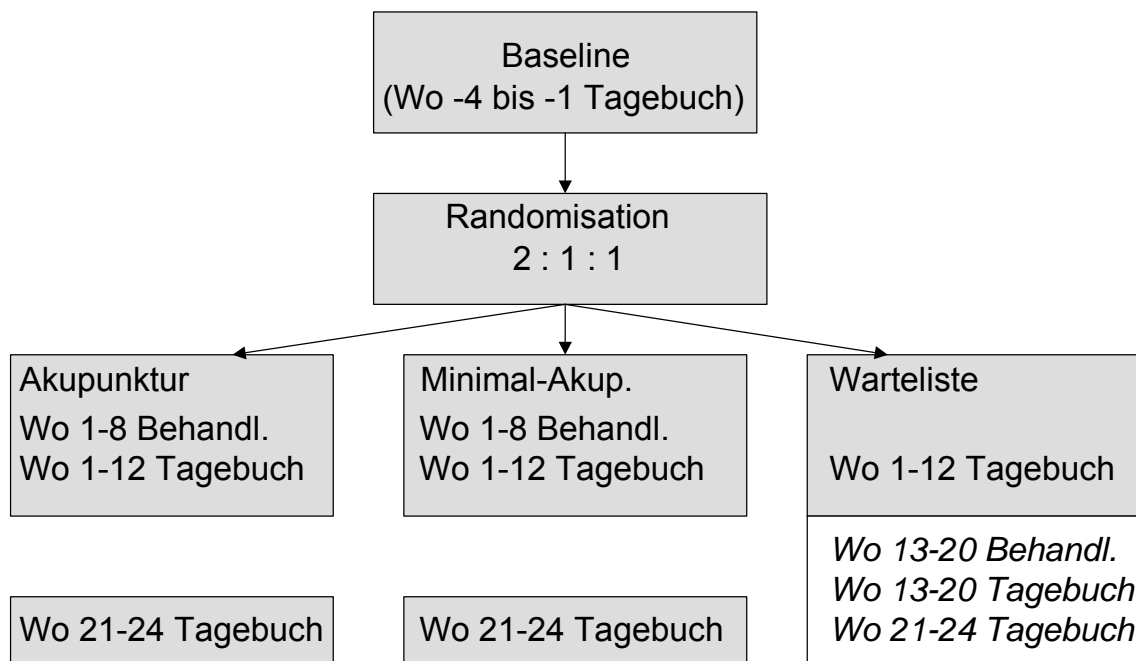 Baseline
(Wo -4 bis -1 Tagebuch)
Randomisation
2 : 1 : 1
Akupunktur
Wo 1-8 Behandl.
Wo 1-12 Tagebuch
Minimal-Akup.
Wo 1-8 Behandl.
Wo 1-12 Tagebuch
Warteliste
Wo 1-12 Tagebuch
Wo 13-20 Behandl.
Wo 13-20 Tagebuch
Wo 21-24 Tagebuch
Wo 21-24 Tagebuch
Wo 21-24 Tagebuch